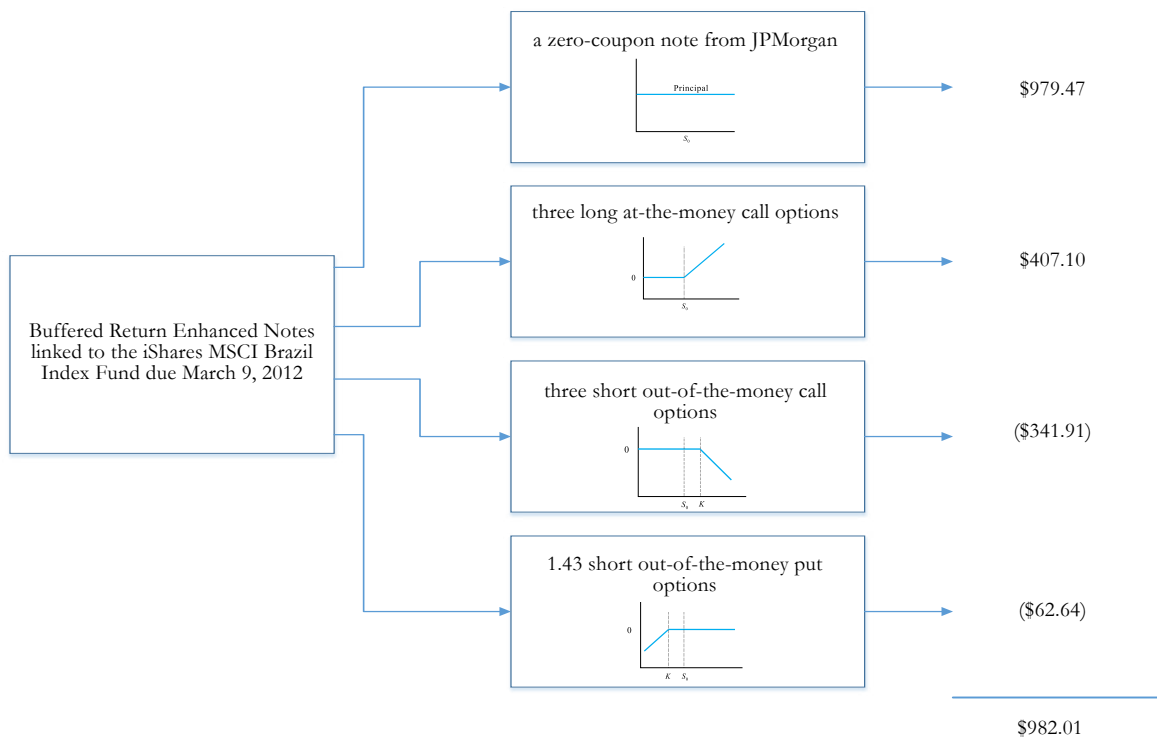 Buffered Return Enhanced Notes
linked to the iShares MSCI Brazil
Index Fund due March 9, 2012
a zero-coupon note from JPMorgan
Principal
S₀
$979.47
three long at-the-money call options
0
S₀
$407.10
three short out-of-the-money call
options
0
S₀ K
($341.91)
1.43 short out-of-the-money put
options
0
K S₀
($62.64)
$982.01